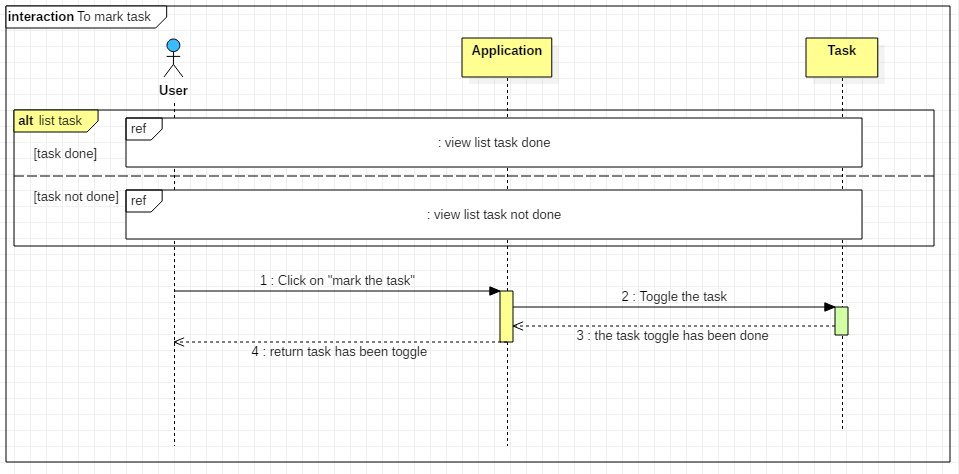 interaction To mark task
User
Application
Task
alt list task
ref
: view list task done
[task done]
[task not done]
ref
: view list task not done
1 : Click on "mark the task"
2 : Toggle the task
3 : the task toggle has been done
4 : return task has been toggle